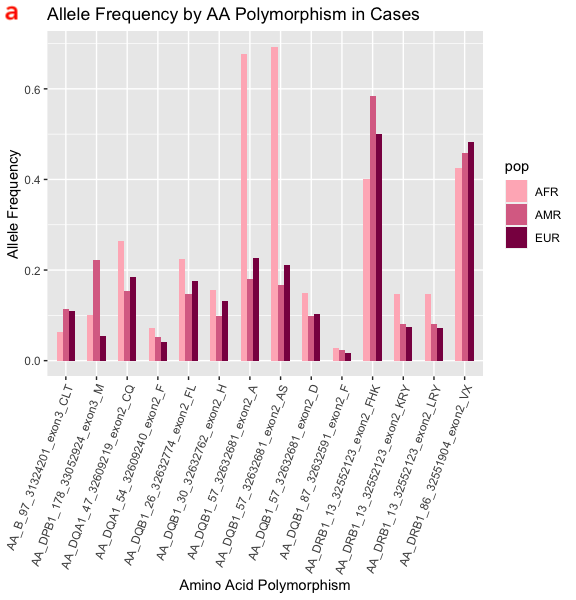 a
Allele Frequency by AA Polymorphism in Cases
Allele Frequency
0.6
0.4
0.2
0.0
pop
AFR
AMR
EUR
AA_B_97_31324201_exon3_CLT
AA_DPB1_178_33052924_exon3_M
AA_DQA1_47_32609219_exon2_CQ
AA_DQA1_54_32609240_exon2_F
AA_DQB1_26_32632774_exon2_FL
AA_DQB1_30_32632762_exon2_H
AA_DQB1_57_32632681_exon2_A
AA_DQB1_57_32632681_exon2_AS
AA_DQB1_57_32632681_exon2_D
AA_DQB1_87_32632591_exon2_F
AA_DRB1_13_32552123_exon2_FHK
AA_DRB1_13_32552123_exon2_KRY
AA_DRB1_13_32552123_exon2_LRY
AA_DRB1_86_32551904_exon2_VX
Amino Acid Polymorphism